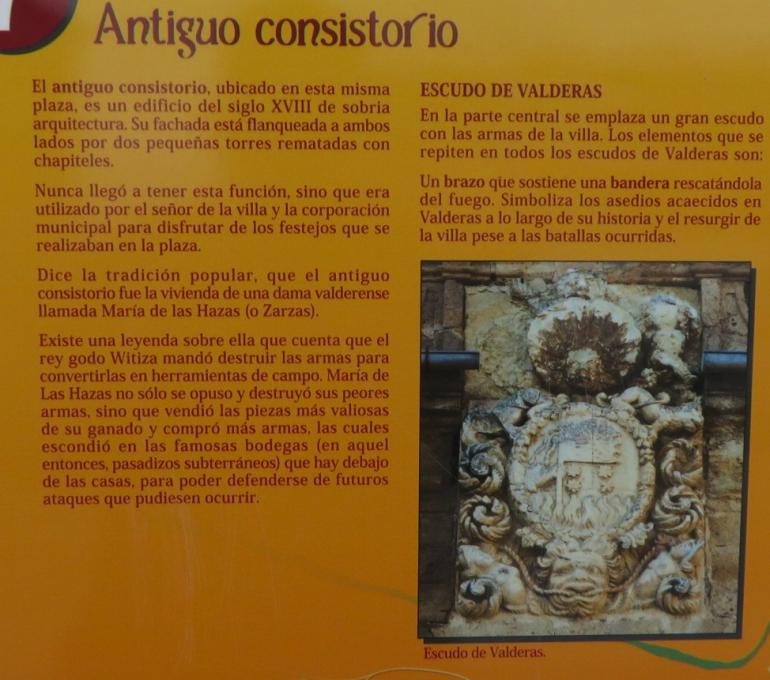 Antiguo consistorio
El antiguo consistorio, ubicado en esta misma
plaza, es un edificio del siglo XVIII de sobria
arquitectura. Su fachada está flanqueada a ambos
lados por dos pequeñas torres rematadas con
chapiteles.
Nunca llegó a tener esta función, sino que era
utilizado por el señor de la villa y la corporación
municipal para disfrutar de los festejos que se
realizaban en la plaza.
Dice la tradición popular, que el antiguo
consistorio fue la vivienda de una dama valderense
llamada María de las Hazas (o Zarzas).
Existe una leyenda sobre ella que cuenta que el
rey godo Witiza mandó destruir las armas para
convertirlas en herramientas de campo. María de
Las Hazas no sólo se opuso y destruyó sus peores
armas, sino que vendió las piezas más valiosas
de su ganado y compró más armas, las cuales
escondió en las famosas bodegas (en aquel
entonces, pasadizos subterráneos) que hay debajo
de las casas, para poder defenderse de futuros
ataques que pudiesen ocurrir.
ESCUDO DE VALDERAS
En la parte central se emplaza un gran escudo
con las armas de la villa. Los elementos que se
repiten en todos los escudos de Valderas son:
Un brazo que sostiene una bandera rescatándola
del fuego. Simboliza los asedios acaecidos en
Valderas a lo largo de su historia y el resurgir de
la villa pese a las batallas ocurridas.
Escudo de Valderas.